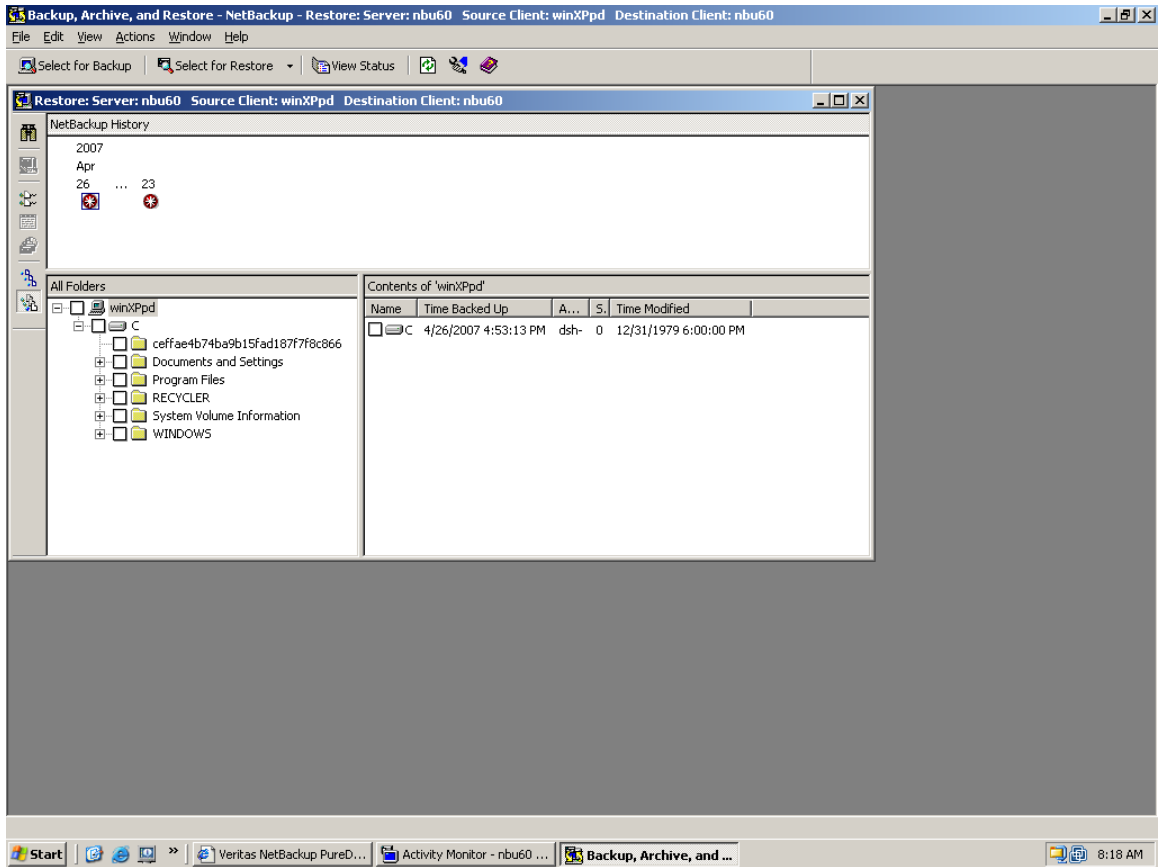 Backup, Archive, and Restore - NetBackup - Restore: Server: nbu60 Source Client: winXPpd Destination Client: nbu60
File Edit View Actions Window Help
Select for Backup Select for Restore View Status
Restore: Server: nbu60 Source Client: winXPpd Destination Client: nbu60
NetBackup History
2007
Apr
26 ... 23
All Folders Contents of 'winXPpd'
winXPpd Name Time Backed Up A... S. Time Modified
C C 4/26/2007 4:53:13 PM dsh- 0 12/31/1979 6:00:00 PM
ceffae4b74ba9b15fad187f7f8c866
Documents and Settings
Program Files
RECYCLER
System Volume Information
WINDOWS
Start » Veritas NetBackup PureD... Activity Monitor - nbu60 ... Backup, Archive, and ... 8:18 AM